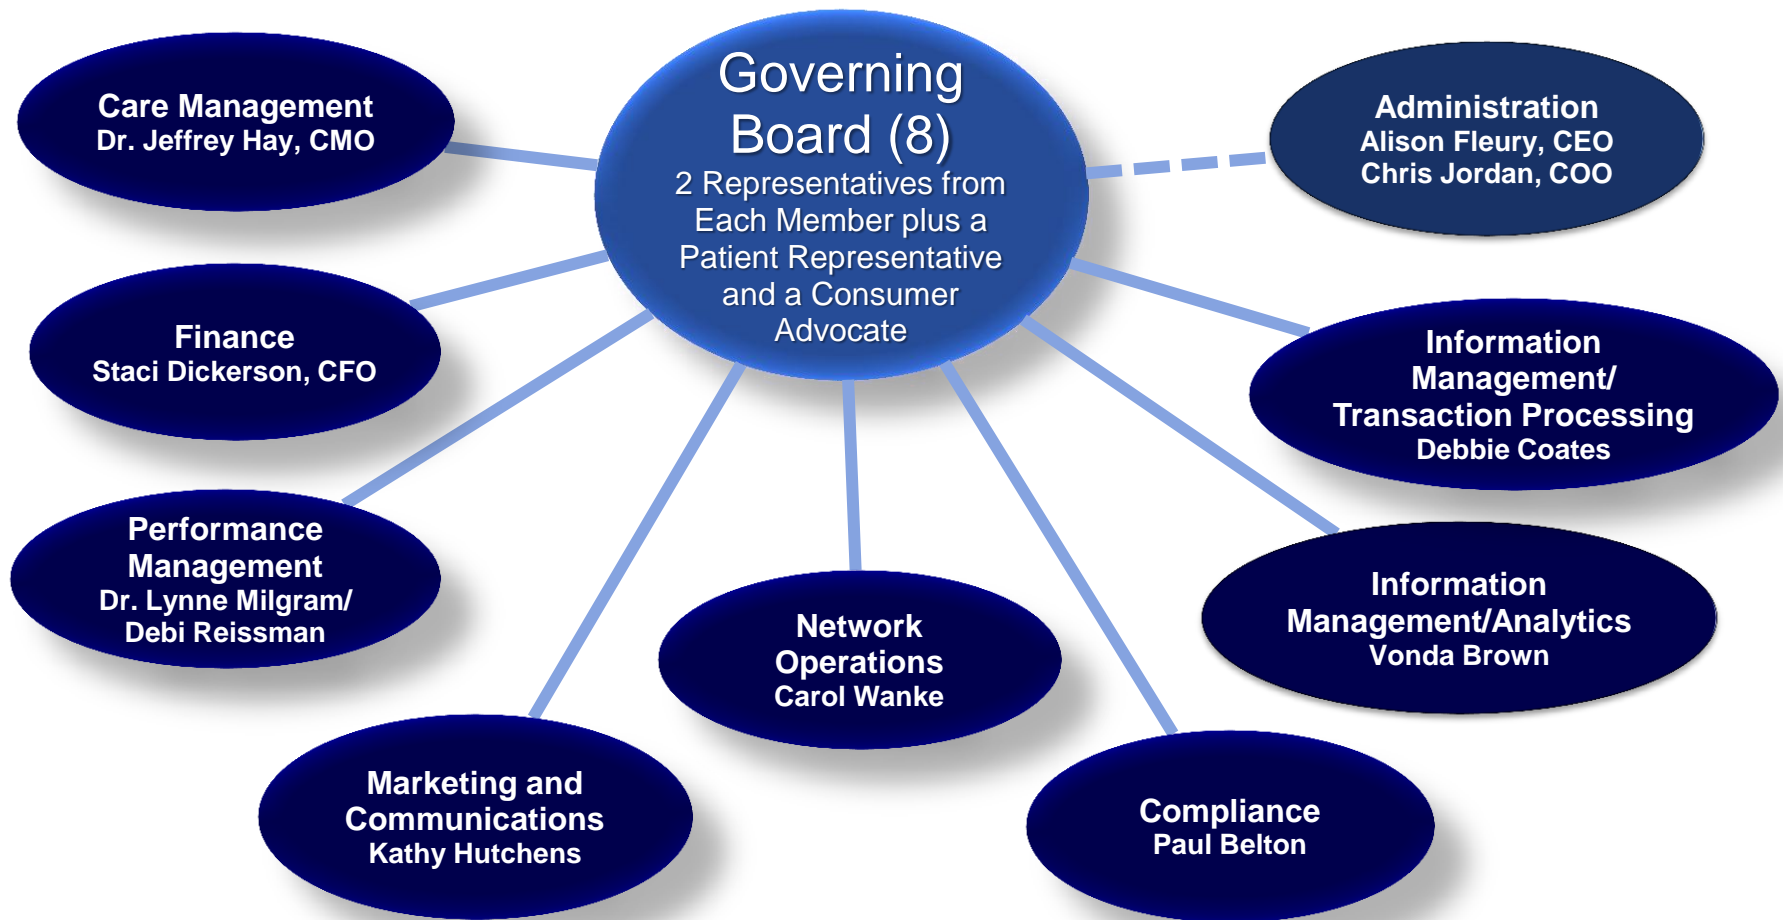 Governing
Board (8)
2 Representatives from
Each Member plus a
Patient Representative
and a Consumer
Advocate
Care Management
Dr. Jeffrey Hay, CMO
Administration
Alison Fleury, CEO
Chris Jordan, COO
Finance
Staci Dickerson, CFO
Information
Management/
Transaction Processing
Debbie Coates
Performance
Management
Dr. Lynne Milgram/
Debi Reissman
Information
Management/Analytics
Vonda Brown
Network
Operations
Carol Wanke
Marketing and
Communications
Kathy Hutchens
Compliance
Paul Belton